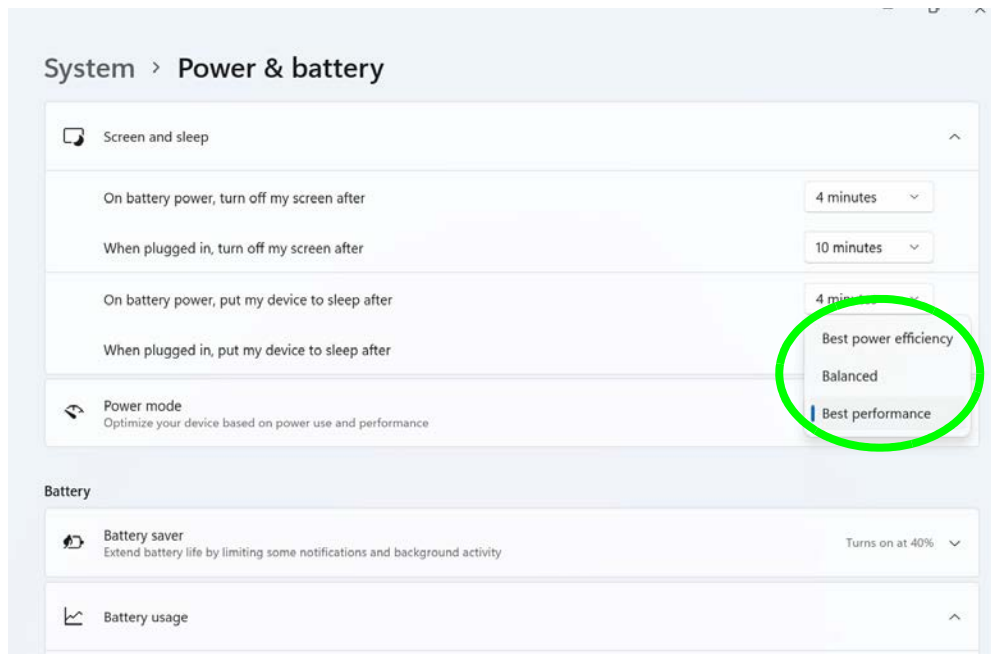 System > Power & battery
Screen and sleep
On battery power, turn off my screen after
4 minutes
When plugged in, turn off my screen after
10 minutes
On battery power, put my device to sleep after
4 minutes
When plugged in, put my device to sleep after
Best power efficiency
Balanced
Best performance
Power mode
Optimize your device based on power use and performance
Battery
Battery saver
Extend battery life by limiting some notifications and background activity
Turns on at 40%
Battery usage